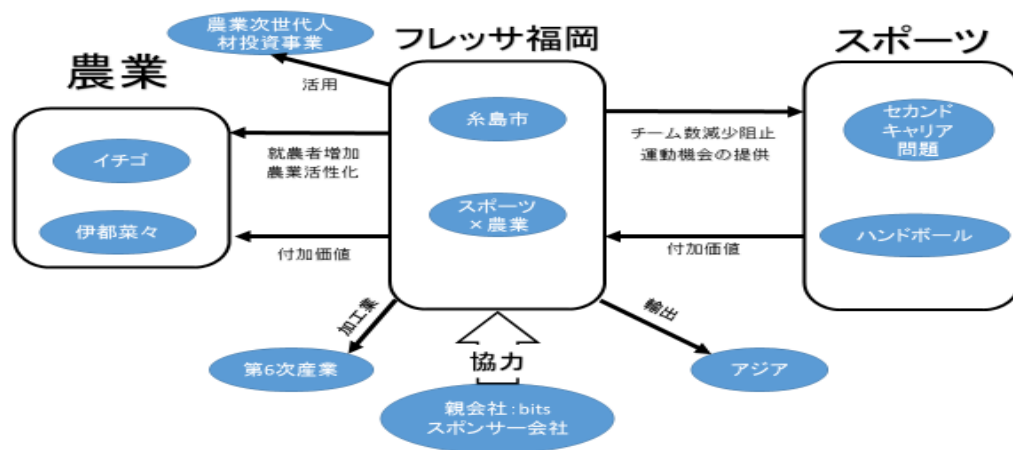 農業次世代人
材投資事業
フレッサ福岡
スポーツ
農業
活用
糸島市
セカンド
キャリア
問題
チーム数減少阻止
運動機会の提供
イチゴ
就農者増加
農業活性化
スポーツ
×農業
伊都菜々
付加価値
付加価値
ハンドボール
加工業
輸出
第6次産業
協力
アジア
親会社:bits
スポンサー会社